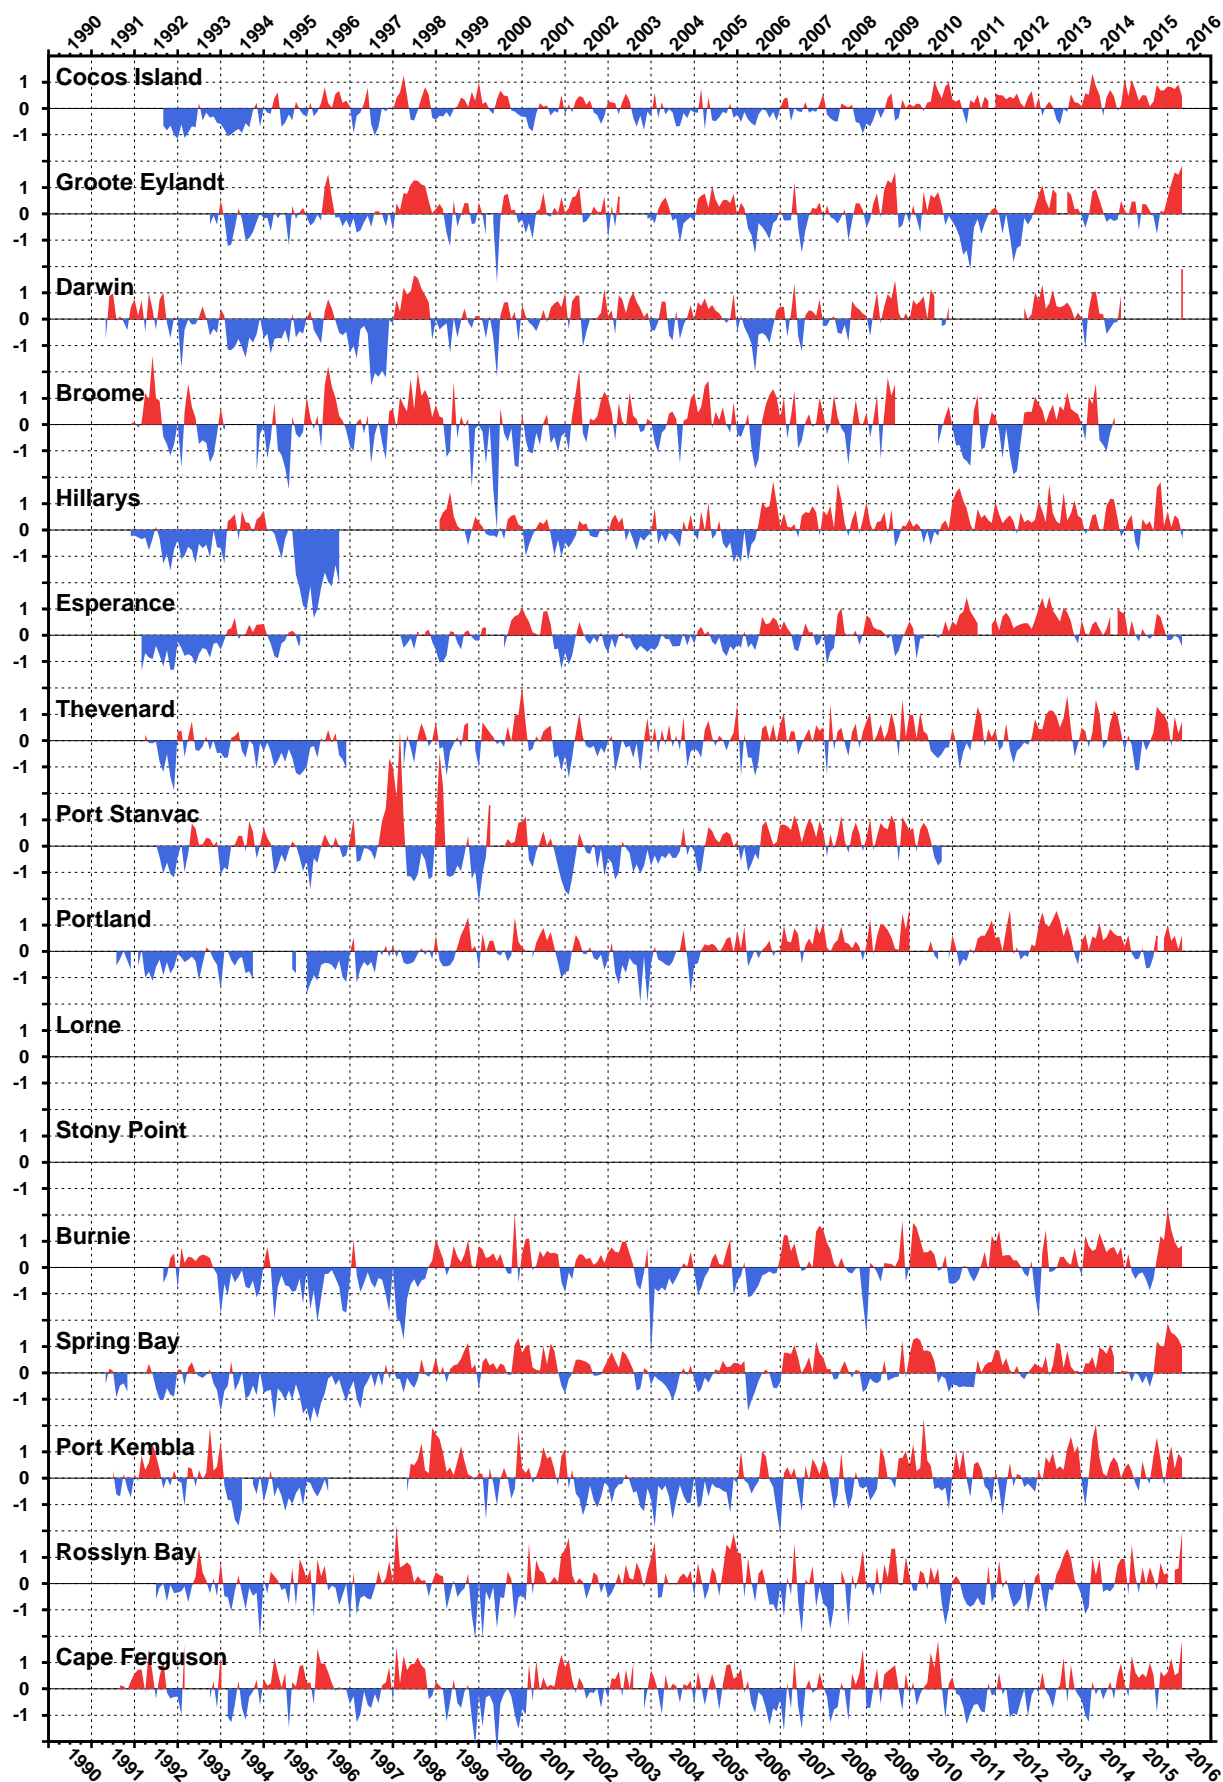 1990 1991 1992 1993 1994 1995 1996 1997 1998 1999 2000 2001 2002 2003 2004 2005 2006 2007 2008 2009 2010 2011 2012 2013 2014 2015 2016
Cocos Island
1
0
-1
Groote Eylandt
1
0
-1
Darwin
1
0
-1
Broome
1
0
-1
Hillarys
1
0
-1
Esperance
1
0
-1
Thevenard
1
0
-1
Port Stanvac
1
0
-1
Portland
1
0
-1
Lorne
1
0
-1
Stony Point
1
0
-1
Burnie
1
0
-1
Spring Bay
1
0
-1
Port Kembla
1
0
-1
Rosslyn Bay
1
0
-1
Cape Ferguson
1
0
-1
1990 1991 1992 1993 1994 1995 1996 1997 1998 1999 2000 2001 2002 2003 2004 2005 2006 2007 2008 2009 2010 2011 2012 2013 2014 2015 2016